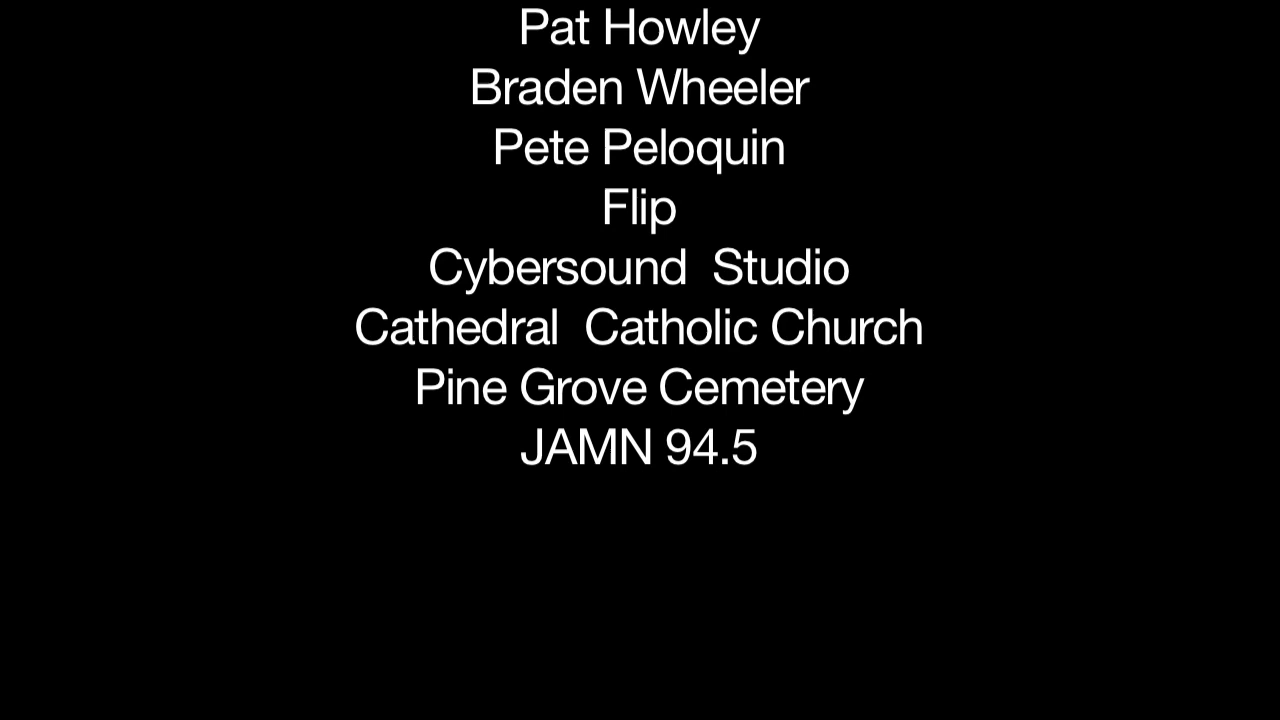 Pat Howley
Braden Wheeler
Pete Peloquin
Flip
Cybersound  Studio
Cathedral  Catholic Church
Pine Grove Cemetery
JAMN 94.5